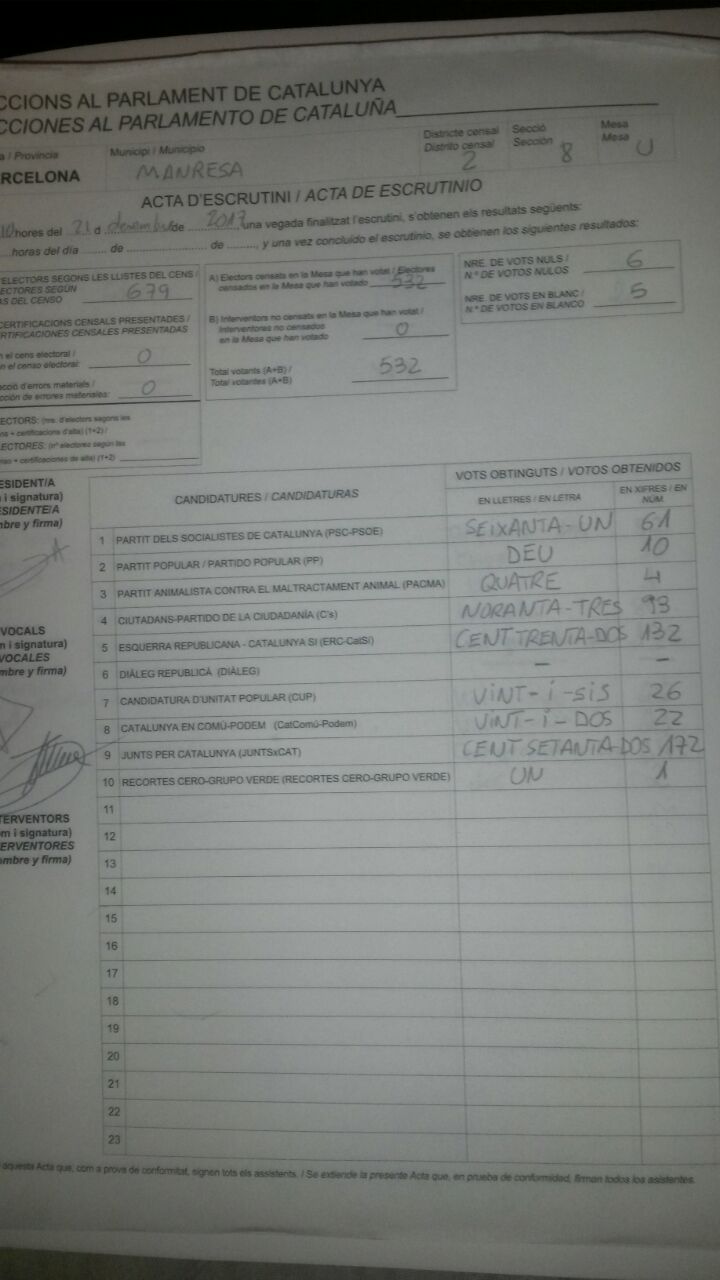 CCIONS AL PARLAMENT DE CATALUNYA
CCIONES AL PARLAMENTO DE CATALUÑA
a / Provincia
Municipi / Municipio
Districte censal
Distrito censal
Secció
Sección
Mesa
Mesa
RCELONA
MANRESA
2
8
U
ACTA D'ESCRUTINI / ACTA DE ESCRUTINIO
hores del 21 d desembre de 2017, una vegada finalitzat l'escrutini, s'obtenen els resultats següents:
horas del día de de , y una vez concluido el escrutinio, se obtienen los siguientes resultados:
ELECTORS SEGONS LES LLISTES DEL CENS /
ECTORES SEGÚN
AS DEL CENSO 679
CERTIFICACIONS CENSALS PRESENTADES /
RTIFICACIONES CENSALES PRESENTADAS
n el cens electoral /
n el censo electoral: 0
cció d'errors materials /
cción de errores materiales: 0
ECTORS: (nre. d'electors segons les
ns + certificacions d'alta) (1+2) /
LECTORES: (nº electores según las
nso + certificaciones de alta) (1+2)
A) Electors censats en la Mesa que han votat / Electores
censados en la Mesa que han votado 532
B) Interventors no censats en la Mesa que han votat /
Interventores no censados
en la Mesa que han votado 0
Total votants (A+B) /
Total votantes (A+B) 532
NRE. DE VOTS NULS /
N.º DE VOTOS NULOS 6
NRE. DE VOTS EN BLANC /
N.º DE VOTOS EN BLANCO 5
ESIDENT/A
m i signatura)
ESIDENTE/A
mbre y firma)
VOCALS
m i signatura)
VOCALES
mbre y firma)
TERVENTORS
om i signatura)
ERVENTORES
ombre y firma)
CANDIDATURES / CANDIDATURAS
VOTS OBTINGUTS / VOTOS OBTENIDOS
EN LLETRES / EN LETRA
EN XIFRES / EN NÚM.
1 PARTIT DELS SOCIALISTES DE CATALUNYA (PSC-PSOE) SEIXANTA-UN 61
2 PARTIT POPULAR / PARTIDO POPULAR (PP) DEU 10
3 PARTIT ANIMALISTA CONTRA EL MALTRACTAMENT ANIMAL (PACMA) QUATRE 4
4 CIUTADANS-PARTIDO DE LA CIUDADANÍA (C's) NORANTA-TRES 93
5 ESQUERRA REPUBLICANA - CATALUNYA SI (ERC-CatSí) CENT TRENTA-DOS 132
6 DIÀLEG REPUBLICÀ (DIÀLEG) – –
7 CANDIDATURA D'UNITAT POPULAR (CUP) VINT-i-SIS 26
8 CATALUNYA EN COMÚ-PODEM (CatComú-Podem) VINT-i-DOS 22
9 JUNTS PER CATALUNYA (JUNTSxCAT) CENT SETANTA-DOS 172
10 RECORTES CERO-GRUPO VERDE (RECORTES CERO-GRUPO VERDE) UN 1
11
12
13
14
15
16
17
18
19
20
21
22
23
aquesta Acta que, com a prova de conformitat, signen tots els assistents. / Se extiende la presente Acta que, en prueba de conformidad, firman todos los asistentes.